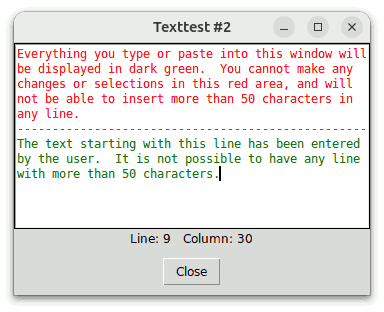 Texttest #2
Everything you type or paste into this window will
be displayed in dark green.  You cannot make any
changes or selections in this red area, and will
not be able to insert more than 50 characters in
any line.
--------------------------------------------------
The text starting with this line has been entered
by the user.  It is not possible to have any line
with more than 50 characters.
Line: 9   Column: 30
Close